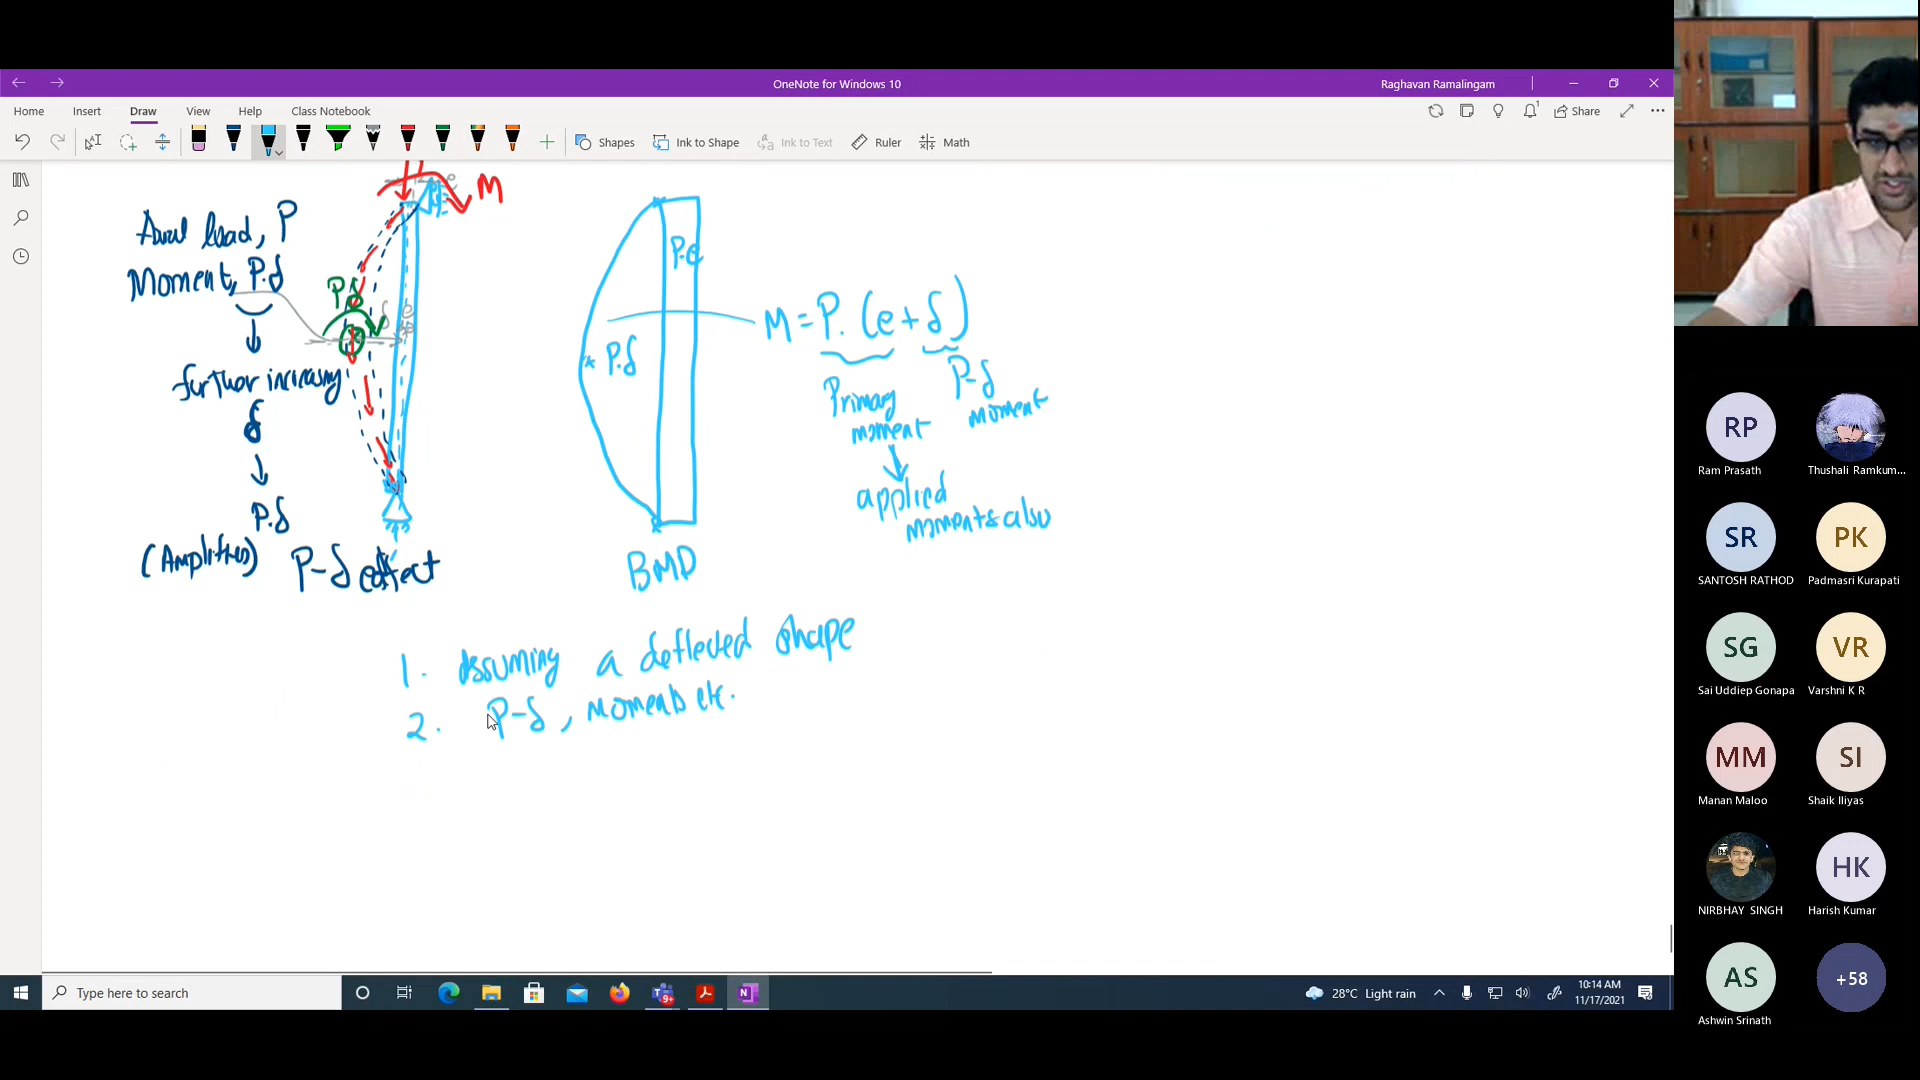 OneNote for Windows 10
Raghavan Ramalingam
Home Insert Draw View Help Class Notebook
Share
Shapes Ink to Shape Ink to Text Ruler Math
M
e
Axial load, P
Moment, P.δ
further increasing
δ
P.δ
(Amplifies)
P-δ effect
Pδ
δ e
P.e
* P.δ
BMD
M = P. (e + δ)
Primary moment
P-δ moment
applied moments also
1. Assuming a deflected shape
2. P-δ, moments etc.
RP
Ram Prasath
Thushali Ramkum...
SR
SANTOSH RATHOD
PK
Padmasri Kurapati
SG
Sai Uddiep Gonapa
VR
Varshni K R
MM
Manan Maloo
SI
Shaik Iliyas
NIRBHAY SINGH
HK
Harish Kumar
AS
Ashwin Srinath
+58
Type here to search
28°C Light rain
10:14 AM
11/17/2021